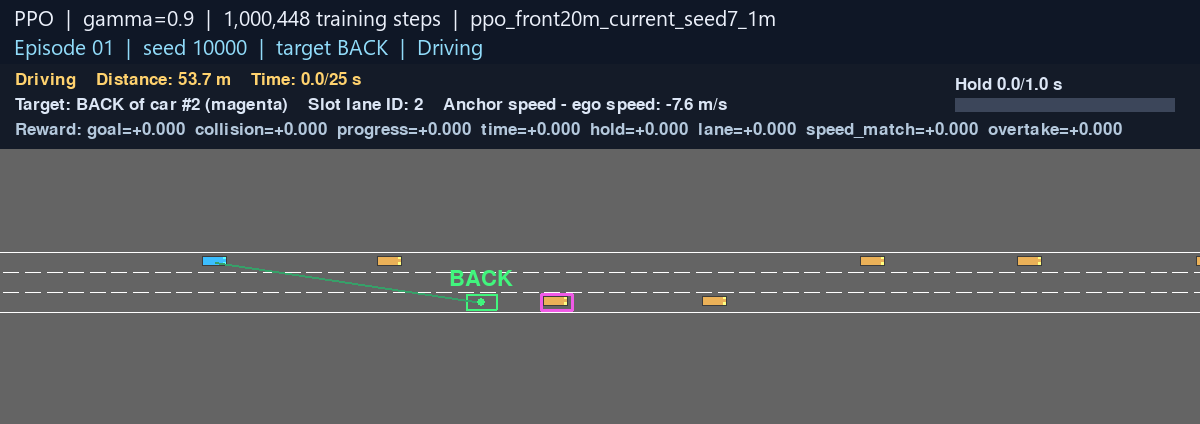 PPO | gamma=0.9 | 1,000,448 training steps | ppo_front20m_current_seed7_1m
Episode 01 | seed 10000 | target BACK | Driving
Driving Distance: 53.7 m Time: 0.0/25 s
Hold 0.0/1.0 s
Target: BACK of car #2 (magenta) Slot lane ID: 2 Anchor speed - ego speed: -7.6 m/s
Reward: goal=+0.000 collision=+0.000 progress=+0.000 time=+0.000 hold=+0.000 lane=+0.000 speed_match=+0.000 overtake=+0.000
BACK